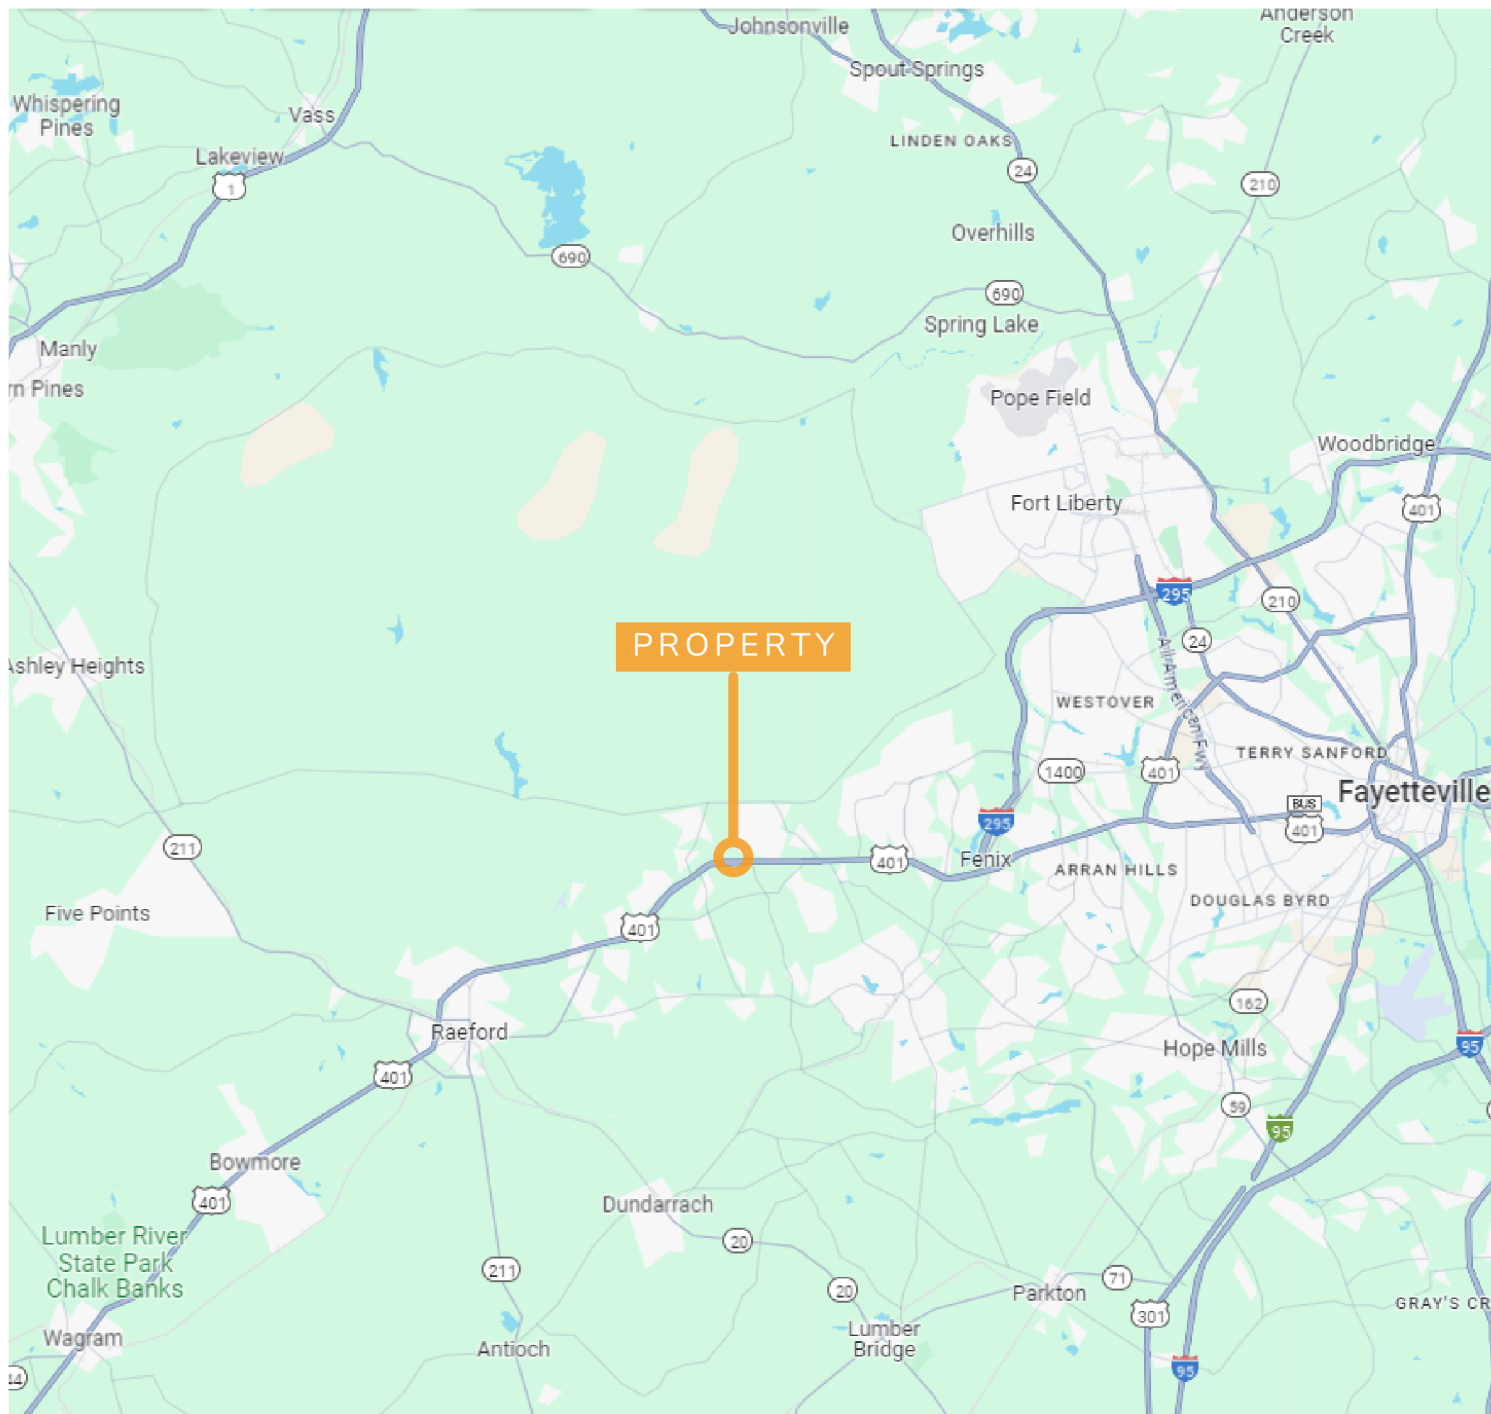 Johnsonville
Anderson
Creek
Spout Springs
Whispering
Pines
Vass
LINDEN OAKS
Lakeview
24
1
210
Overhills
690
690
Spring Lake
Manly
rn Pines
Pope Field
Woodbridge
Fort Liberty
401
295
210
PROPERTY
24
Ashley Heights
All American Fwy
WESTOVER
TERRY SANFORD
1400
401
Fayetteville
BUS
401
295
211
401
Fenix
ARRAN HILLS
DOUGLAS BYRD
Five Points
401
162
Raeford
Hope Mills
95
401
59
95
Bowmore
401
Dundarrach
Lumber River
State Park
Chalk Banks
20
211
71
20
Parkton
GRAY'S CR
301
Wagram
Antioch
Lumber
Bridge
95
44